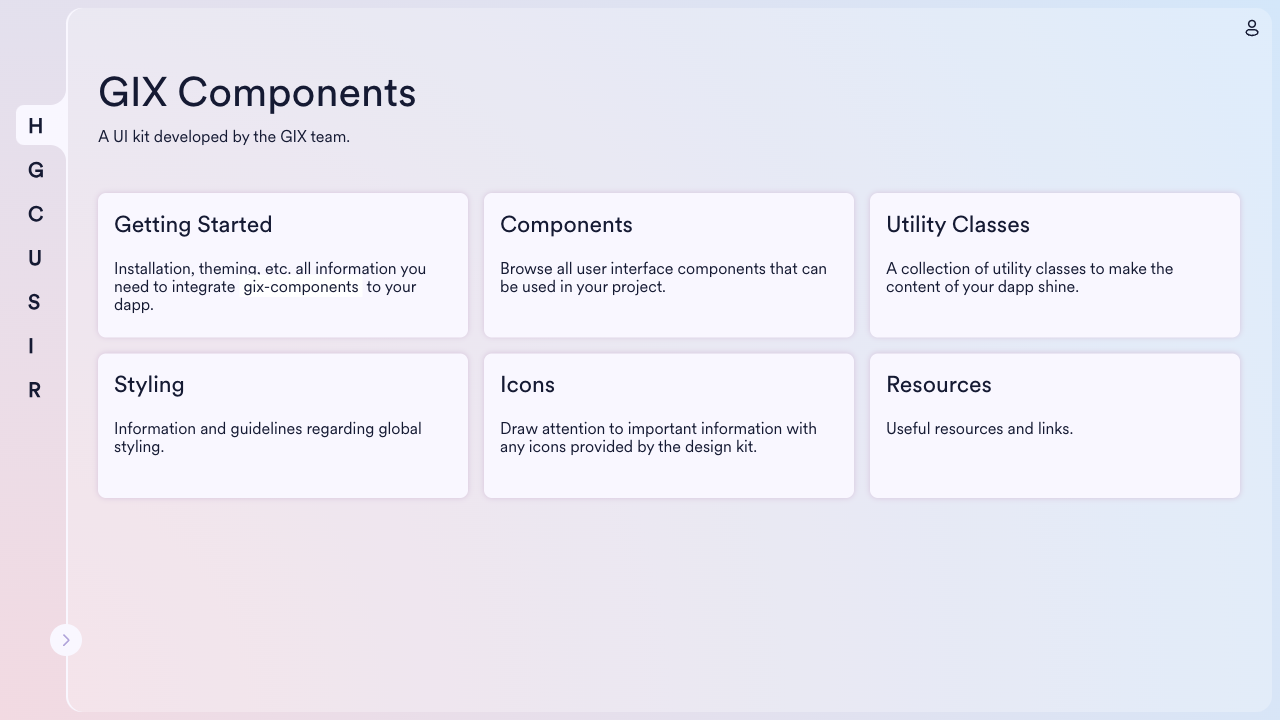 GIX Components
A UI kit developed by the GIX team.
H
G
C
U
S
I
R
Getting Started
Installation, theming, etc. all information you
need to integrate gix-components to your
dapp.
Components
Browse all user interface components that can
be used in your project.
Utility Classes
A collection of utility classes to make the
content of your dapp shine.
Styling
Information and guidelines regarding global
styling.
Icons
Draw attention to important information with
any icons provided by the design kit.
Resources
Useful resources and links.